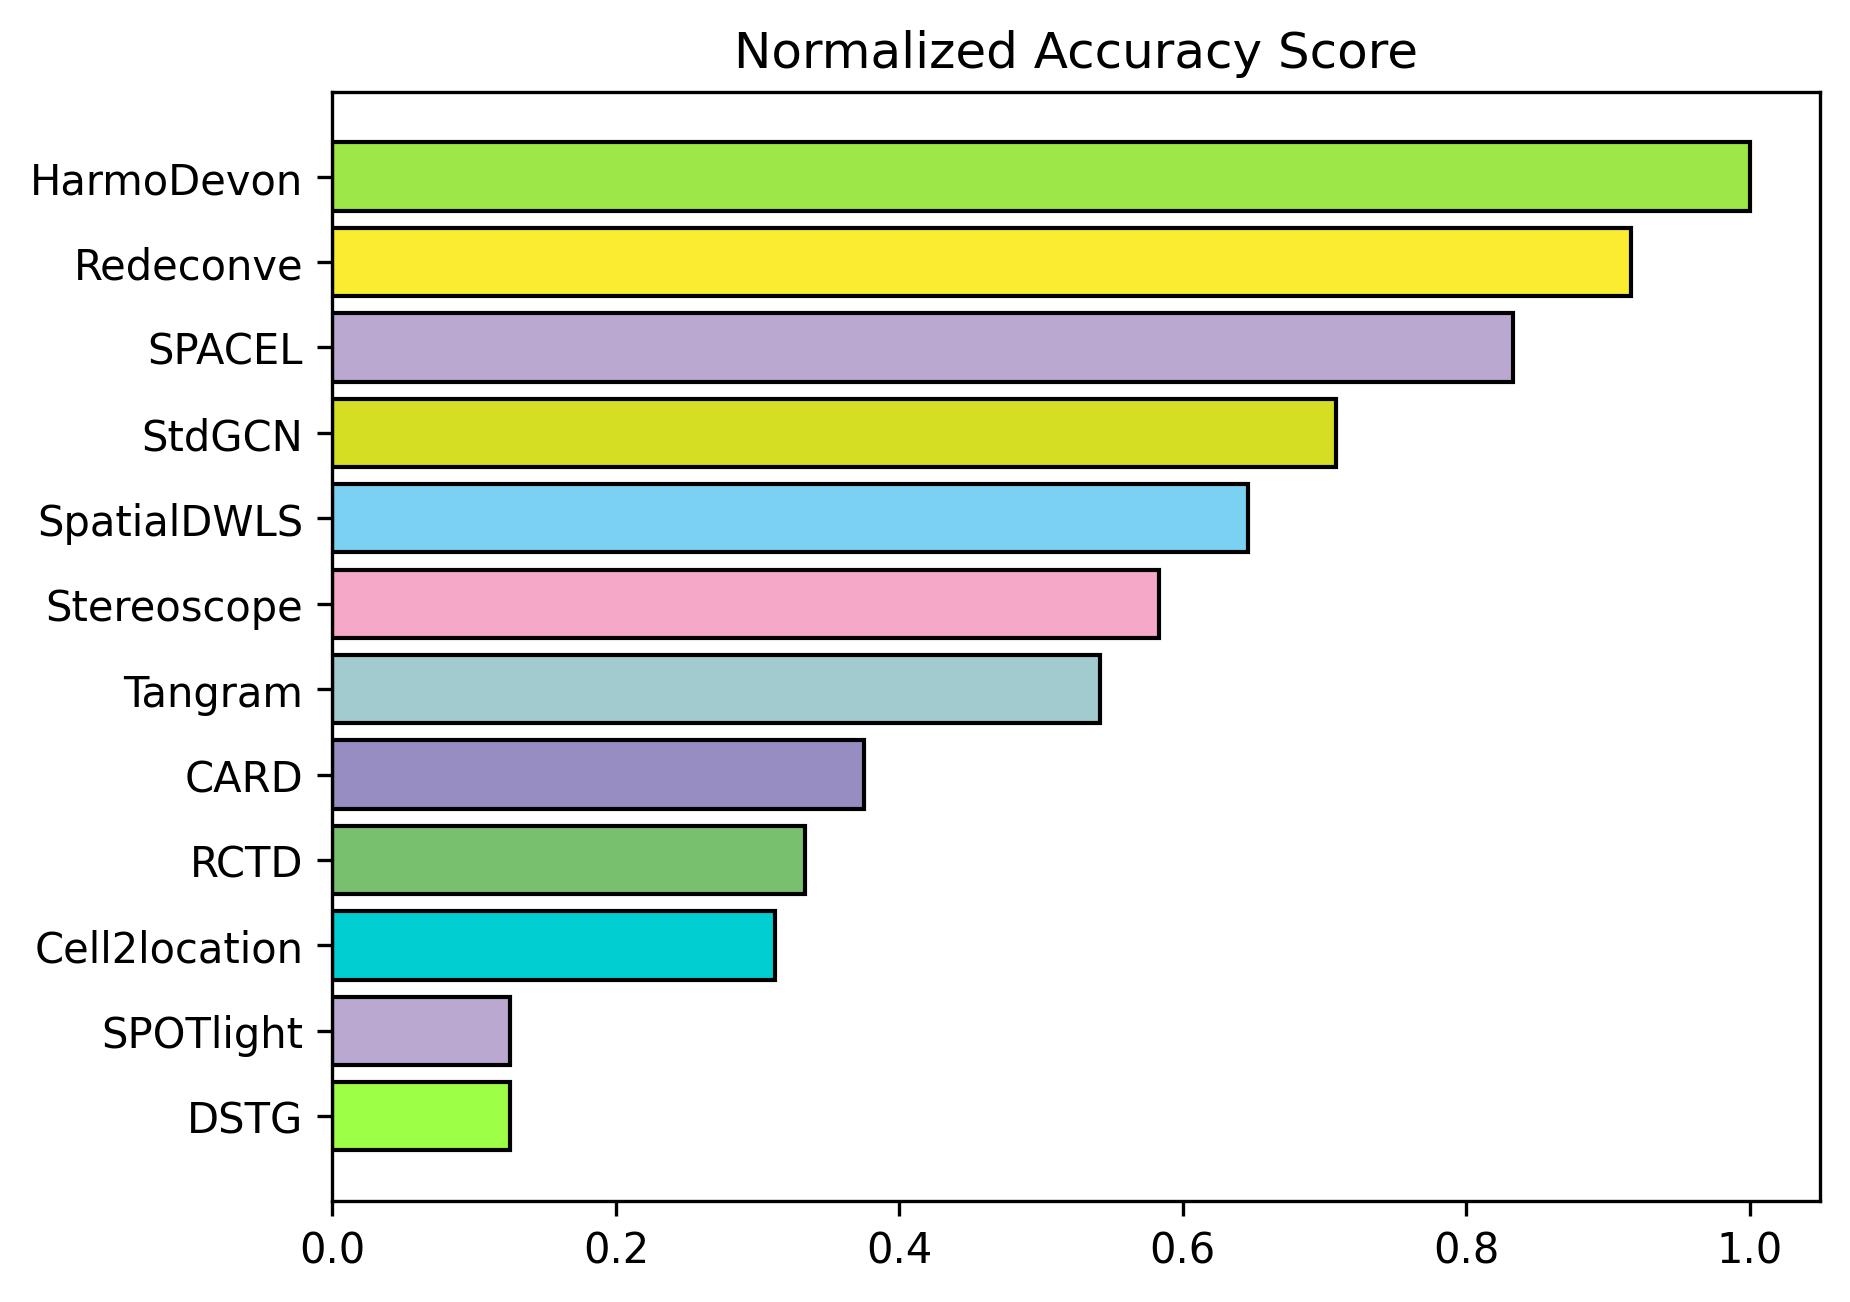 Normalized Accuracy Score
HarmoDevon
Redeconve
SPACEL
StdGCN
SpatialDWLS
Stereoscope
Tangram
CARD
RCTD
Cell2location
SPOTlight
DSTG
0.0 0.2 0.4 0.6 0.8 1.0